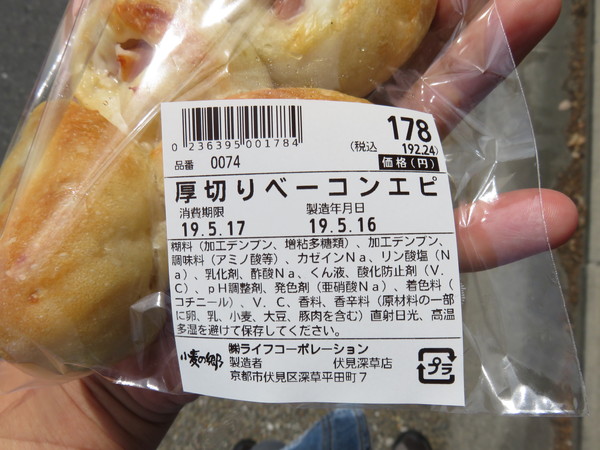 0 236395 001784
178
(税込 192.24)
品番 0074
価格(円)
厚切りベーコンエピ
消費期限 製造年月日
19.5.17 19.5.16
糊料(加工デンプン、増粘多糖類)、加工デンプン、
調味料(アミノ酸等)、カゼインNa、リン酸塩(N
a)、乳化剤、酢酸Na、くん液、酸化防止剤(V.
C)、pH調整剤、発色剤(亜硝酸Na)、着色料(
コチニール)、V.C、香料、香辛料(原材料の一部
に卵、乳、小麦、大豆、豚肉を含む)直射日光、高温
多湿を避けて保存してください。
小麦の郷
㈱ライフコーポレーション
製造者 伏見深草店
京都市伏見区深草平田町7
プラ